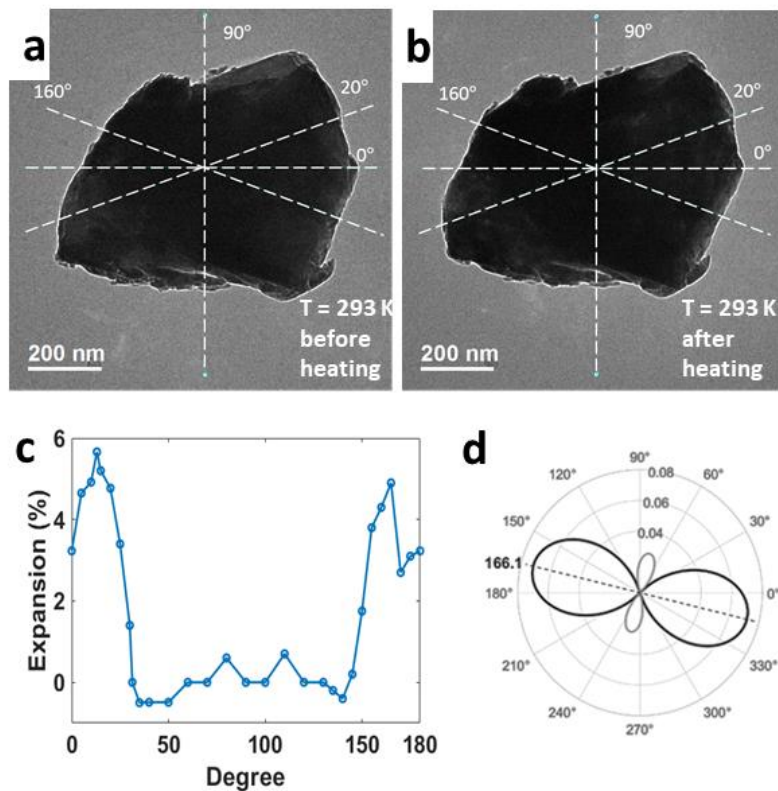 a
90°
160°
20°
0°
T = 293 K
before
heating
200 nm
b
90°
160°
20°
0°
T = 293 K
after
heating
200 nm
c
Expansion (%)
6
4
2
0
0
50
100
150
180
Degree
d
90°
0.08
120°
60°
0.06
150°
0.04
30°
166.1
180°
0°
210°
330°
240°
300°
270°